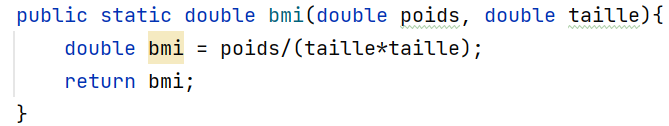 public static double bmi(double poids, double taille){
    double bmi = poids/(taille*taille);
    return bmi;
}